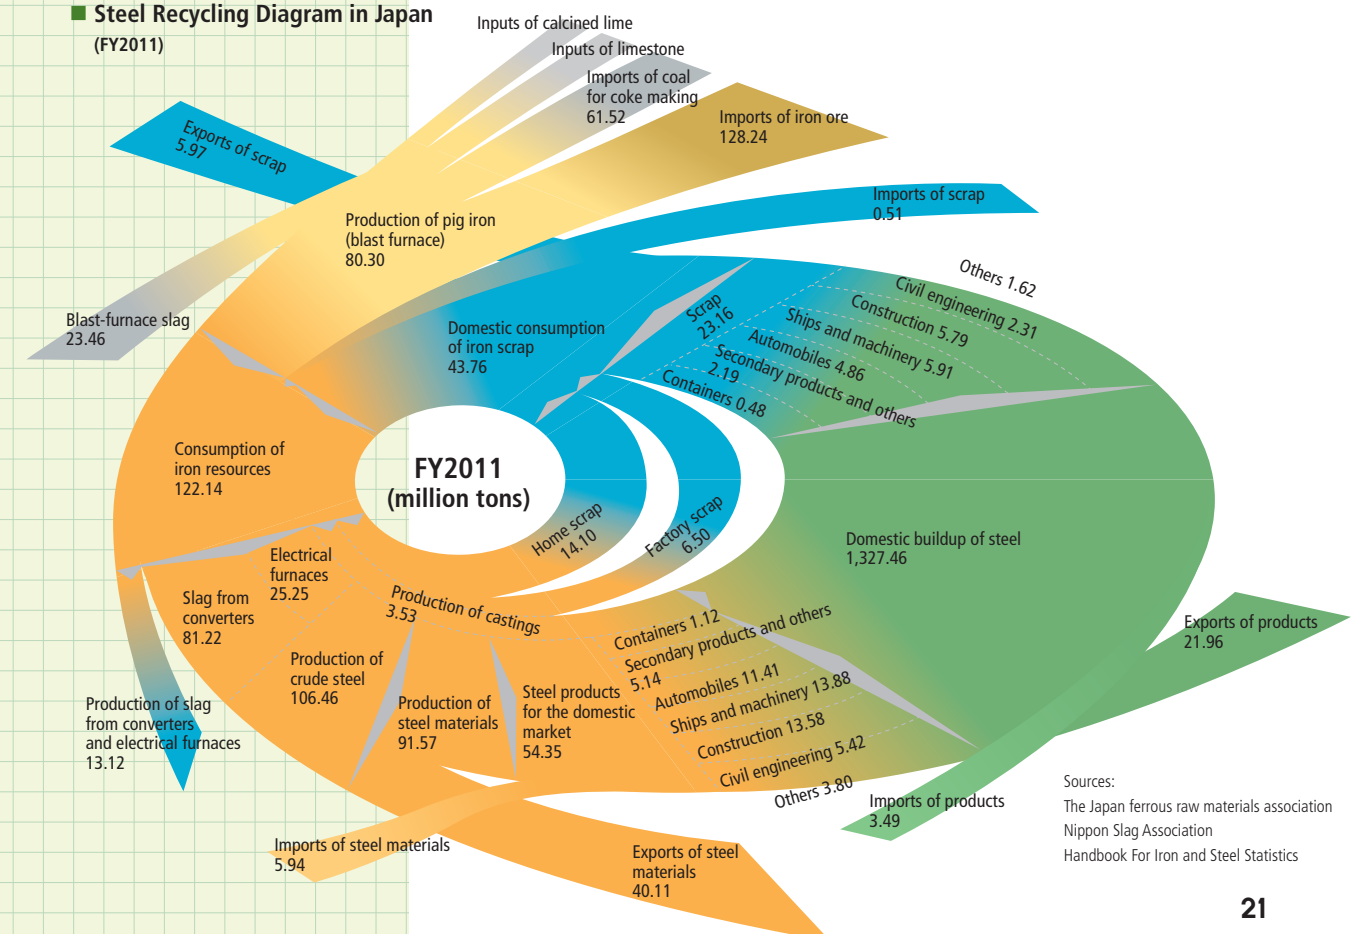 Steel Recycling Diagram in Japan
(FY2011)
Inputs of calcined lime
Inputs of limestone
Imports of coal
for coke making
61.52
Imports of iron ore
128.24
Exports of scrap
5.97
Imports of scrap
0.51
Production of pig iron
(blast furnace)
80.30
Blast-furnace slag
23.46
Domestic consumption
of iron scrap
43.76
Scrap
23.16
Others 1.62
Civil engineering 2.31
Construction 5.79
Ships and machinery 5.91
Automobiles 4.86
Secondary products and others
2.19
Containers 0.48
Consumption of
iron resources
122.14
FY2011
(million tons)
Home scrap
14.10
Factory scrap
6.50
Domestic buildup of steel
1,327.46
Electrical
furnaces
25.25
Slag from
converters
81.22
Production of castings
3.53
Production of
crude steel
106.46
Production of
steel materials
91.57
Steel products
for the domestic
market
54.35
Containers 1.12
Secondary products and others
5.14
Automobiles 11.41
Ships and machinery 13.88
Construction 13.58
Civil engineering 5.42
Others 3.80
Exports of products
21.96
Production of slag
from converters
and electrical furnaces
13.12
Imports of products
3.49
Imports of steel materials
5.94
Exports of steel
materials
40.11
Sources:
The Japan ferrous raw materials association
Nippon Slag Association
Handbook For Iron and Steel Statistics
21